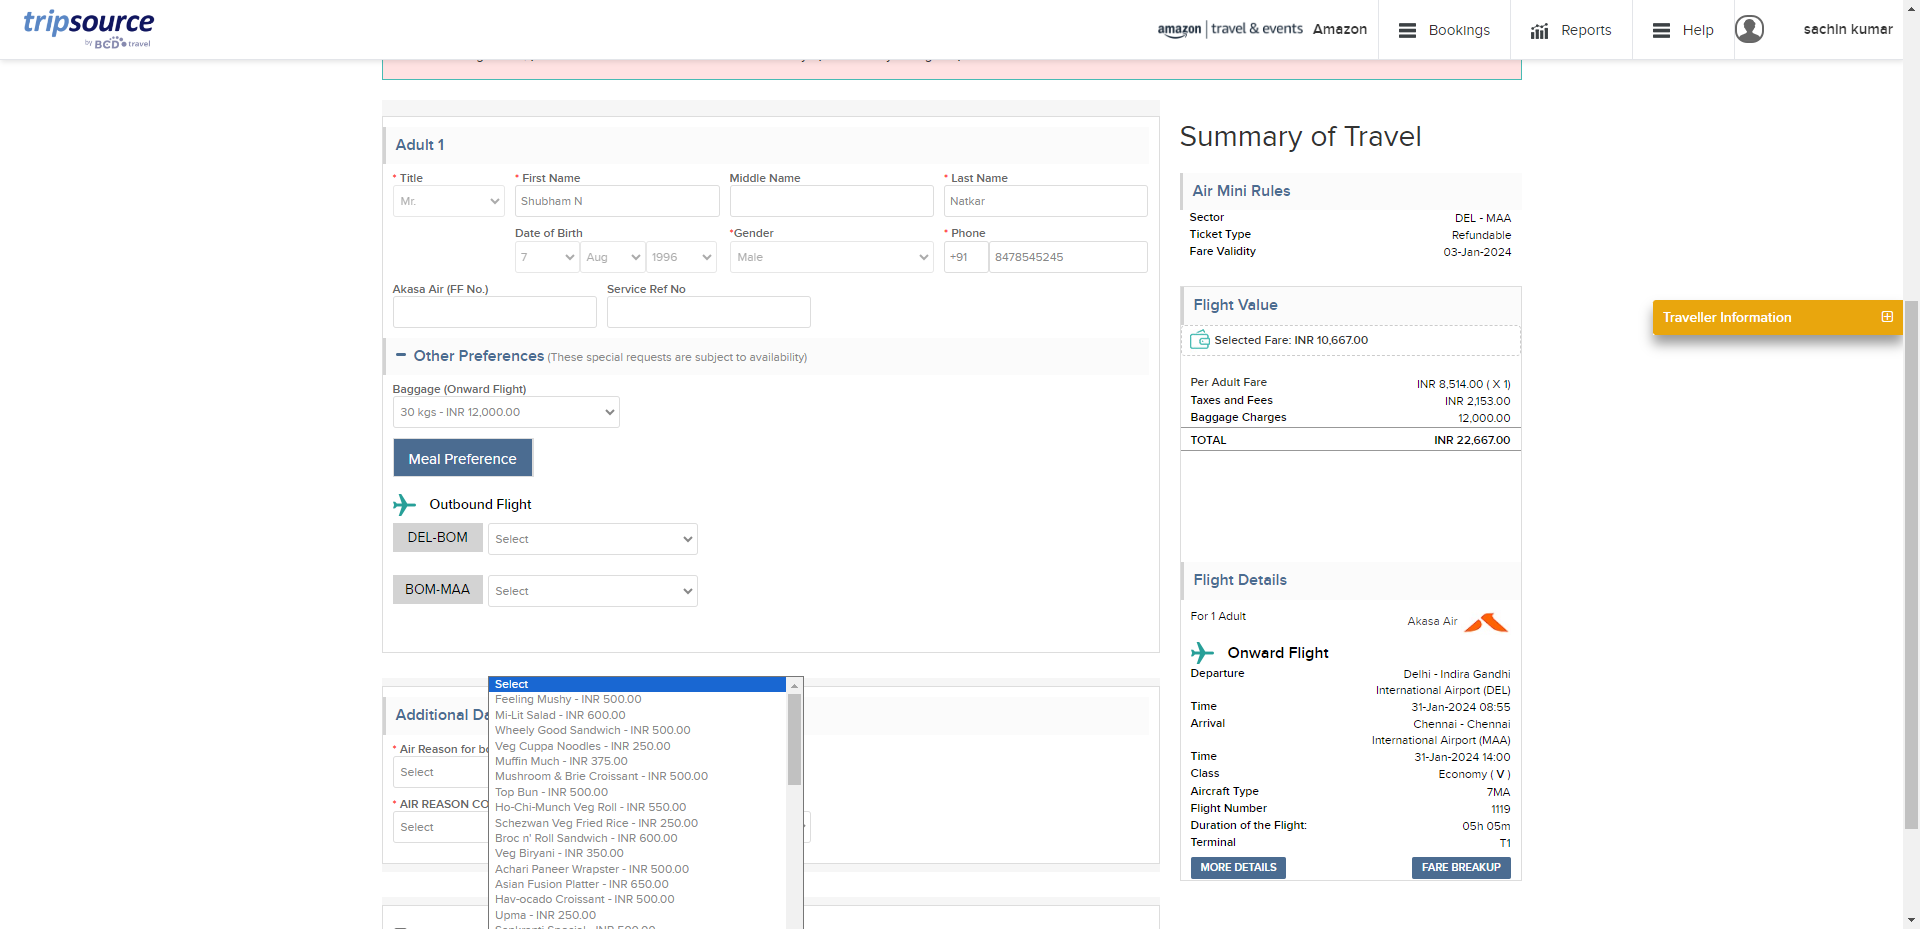 tripsource
by BCD travel
amazon | travel & events Amazon
Bookings
Reports
Help
sachin kumar
Adult 1
* Title
* First Name
Middle Name
* Last Name
Mr.
Shubham N
Natkar
Date of Birth
*Gender
* Phone
7
Aug
1996
Male
+91
8478545245
Akasa Air (FF No.)
Service Ref No
Other Preferences (These special requests are subject to availability)
Baggage (Onward Flight)
30 kgs - INR 12,000.00
Meal Preference
Outbound Flight
DEL-BOM
Select
BOM-MAA
Select
Additional Da
* Air Reason for b
Select
* AIR REASON CO
Select
Select
Feeling Mushy - INR 500.00
Mi-Lit Salad - INR 600.00
Wheely Good Sandwich - INR 500.00
Veg Cuppa Noodles - INR 250.00
Muffin Much - INR 375.00
Mushroom & Brie Croissant - INR 500.00
Top Bun - INR 500.00
Ho-Chi-Munch Veg Roll - INR 550.00
Schezwan Veg Fried Rice - INR 250.00
Broc n' Roll Sandwich - INR 600.00
Veg Biryani - INR 350.00
Achari Paneer Wrapster - INR 500.00
Asian Fusion Platter - INR 650.00
Hav-ocado Croissant - INR 500.00
Upma - INR 250.00
Summary of Travel
Air Mini Rules
Sector DEL - MAA
Ticket Type Refundable
Fare Validity 03-Jan-2024
Flight Value
Selected Fare: INR 10,667.00
Per Adult Fare INR 8,514.00 ( X 1)
Taxes and Fees INR 2,153.00
Baggage Charges 12,000.00
TOTAL INR 22,667.00
Flight Details
For 1 Adult Akasa Air
Onward Flight
Departure Delhi - Indira Gandhi
International Airport (DEL)
Time 31-Jan-2024 08:55
Arrival Chennai - Chennai
International Airport (MAA)
Time 31-Jan-2024 14:00
Class Economy ( V )
Aircraft Type 7MA
Flight Number 1119
Duration of the Flight: 05h 05m
Terminal T1
MORE DETAILS
FARE BREAKUP
Traveller Information